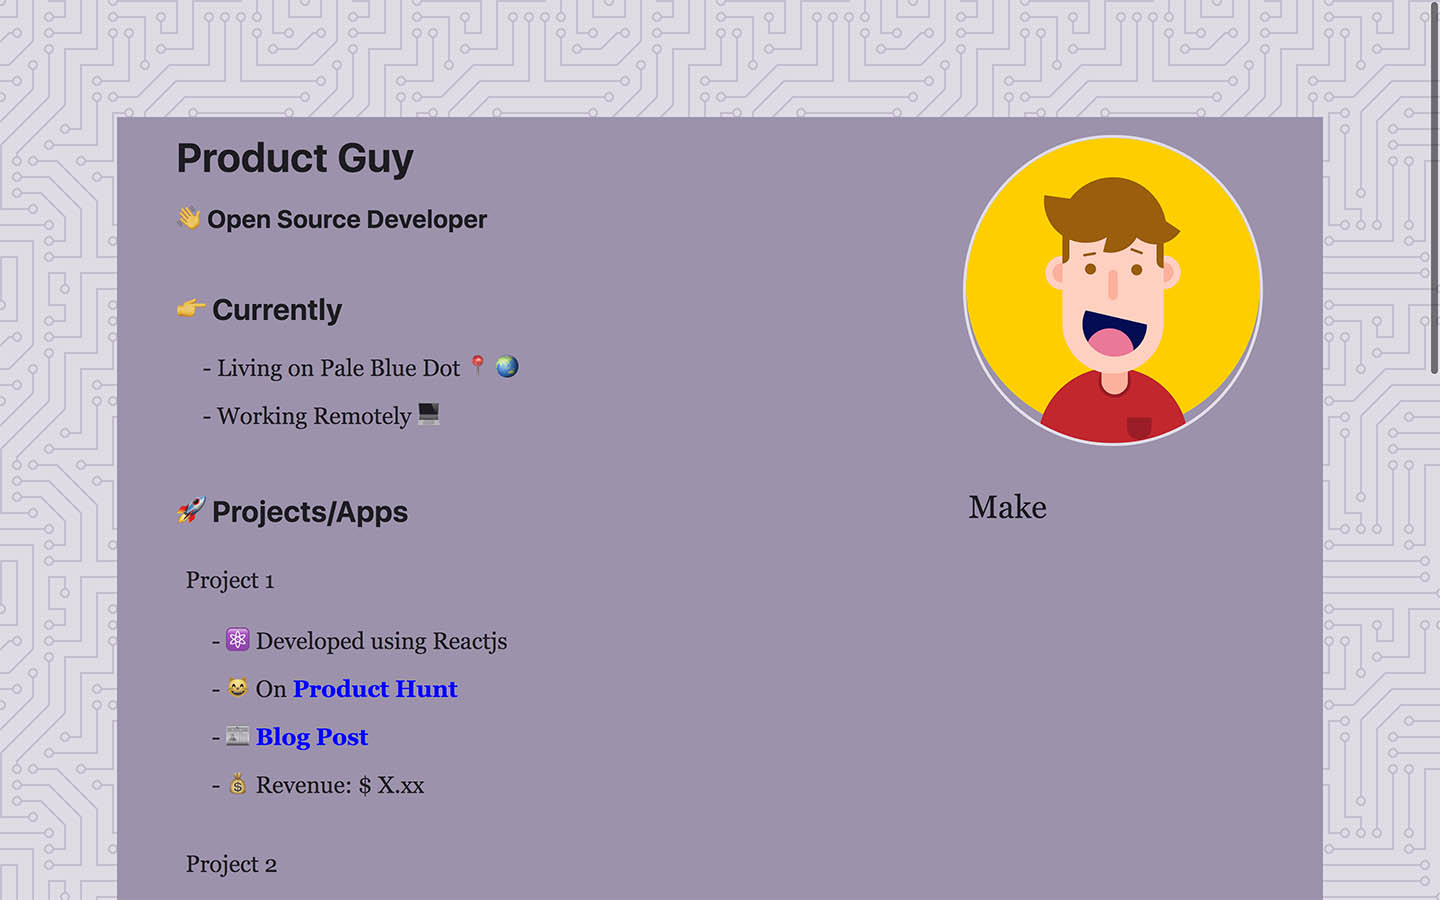 Product Guy
👋 Open Source Developer
👉 Currently
- Living on Pale Blue Dot 📍 🌏
- Working Remotely 💻
🚀 Projects/Apps
Make
Project 1
- ⚛️ Developed using Reactjs
- 😸 On Product Hunt
- 📰 Blog Post
- 💰 Revenue: $ X.xx
Project 2